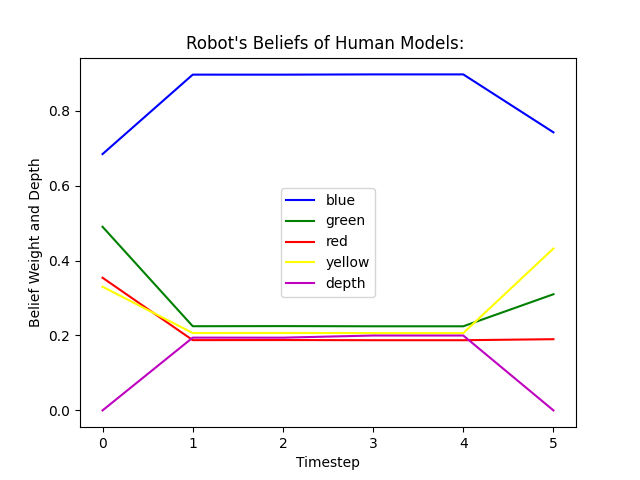 Robot's Beliefs of Human Models:
Belief Weight and Depth
0.8
0.6
0.4
0.2
0.0
blue
green
red
yellow
depth
0 1 2 3 4 5
Timestep